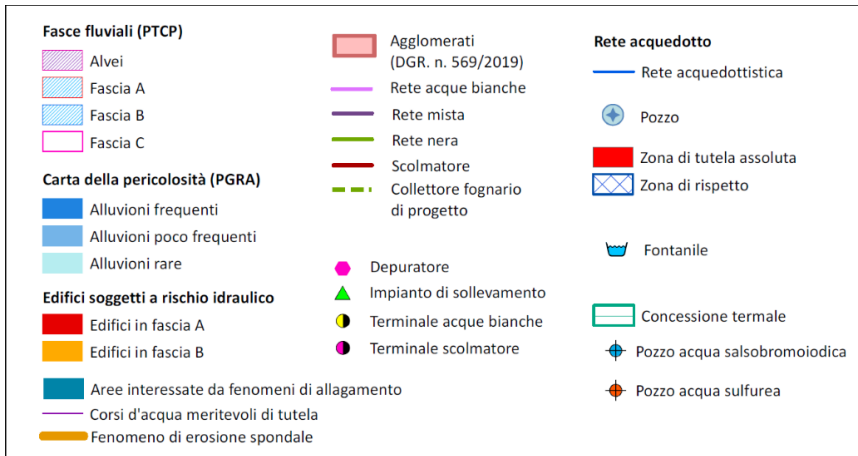 Fasce fluviali (PTCP)
Alvei
Fascia A
Fascia B
Fascia C
Carta della pericolosità (PGRA)
Alluvioni frequenti
Alluvioni poco frequenti
Alluvioni rare
Edifici soggetti a rischio idraulico
Edifici in fascia A
Edifici in fascia B
Aree interessate da fenomeni di allagamento
Corsi d'acqua meritevoli di tutela
Fenomeno di erosione spondale
Agglomerati
(DGR. n. 569/2019)
Rete acque bianche
Rete mista
Rete nera
Scolmatore
Collettore fognario
di progetto
Depuratore
Impianto di sollevamento
Terminale acque bianche
Terminale scolmatore
Rete acquedotto
Rete acquedottistica
Pozzo
Zona di tutela assoluta
Zona di rispetto
Fontanile
Concessione termale
Pozzo acqua salsobromoiodica
Pozzo acqua sulfurea